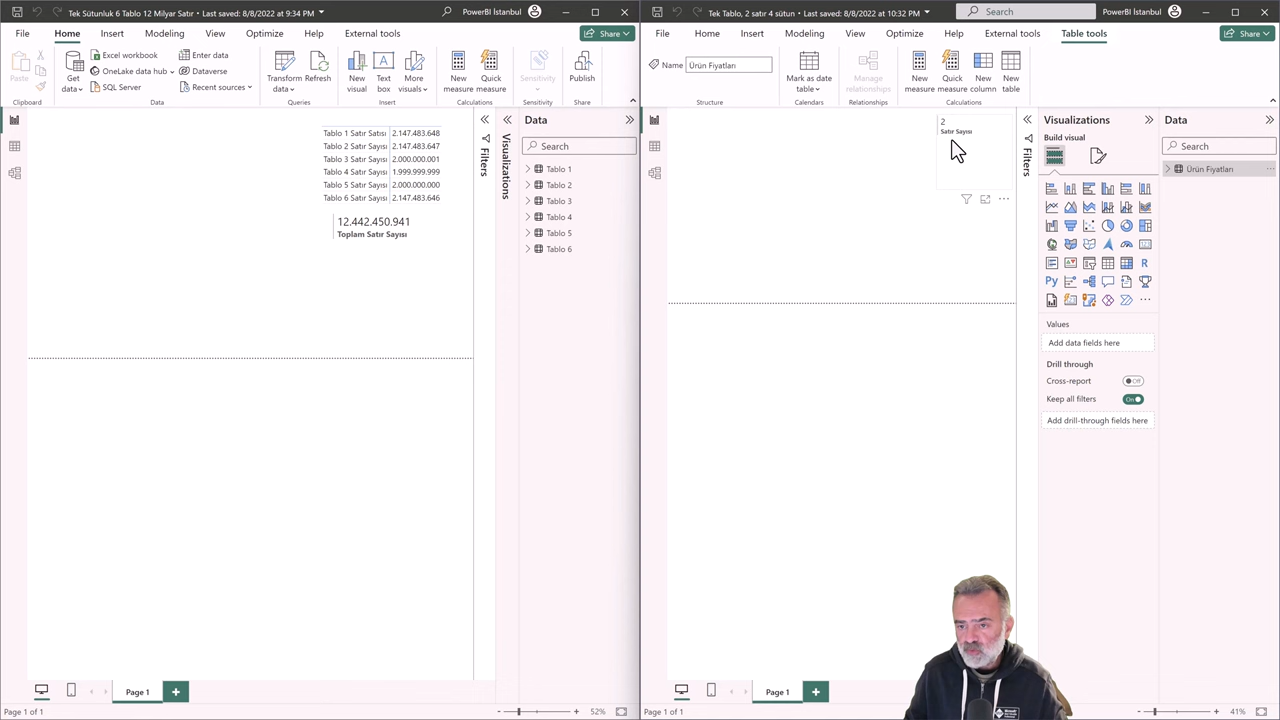 Tek Sütunluk 6 Tablo 12 Milyar Satır • Last saved: 8/8/2022 at 9:34 PM
PowerBI İstanbul
File
Home
Insert
Modeling
View
Optimize
Help
External tools
Share
Paste
Clipboard
Get data
Excel workbook
OneLake data hub
SQL Server
Enter data
Dataverse
Recent sources
Data
Transform data
Refresh
Queries
New visual
Text box
More visuals
Insert
New measure
Quick measure
Calculations
Sensitivity
Sensitivity
Publish
Share
Tablo 1 Satır Satısı 2.147.483.648
Tablo 2 Satır Sayısı 2.147.483.647
Tablo 3 Satır Sayısı 2.000.000.001
Tablo 4 Satır Sayısı 1.999.999.999
Tablo 5 Satır Sayısı 2.000.000.000
Tablo 6 Satır Sayısı 2.147.483.646
12.442.450.941
Toplam Satır Sayısı
Filters
Visualizations
Data
Search
Tablo 1
Tablo 2
Tablo 3
Tablo 4
Tablo 5
Tablo 6
Page 1
Page 1 of 1
52%
Tek Tablo, 2 satır 4 sütun • Last saved: 8/8/2022 at 10:32 PM
Search
PowerBI İstanbul
File
Home
Insert
Modeling
View
Optimize
Help
External tools
Table tools
Share
Name
Ürün Fiyatları
Structure
Mark as date table
Calendars
Manage relationships
Relationships
New measure
Quick measure
New column
New table
Calculations
2
Satır Sayısı
Filters
Visualizations
Build visual
R
Py
123
Values
Add data fields here
Drill through
Cross-report
Off
Keep all filters
On
Add drill-through fields here
Data
Search
Ürün Fiyatları
Page 1
Page 1 of 1
41%